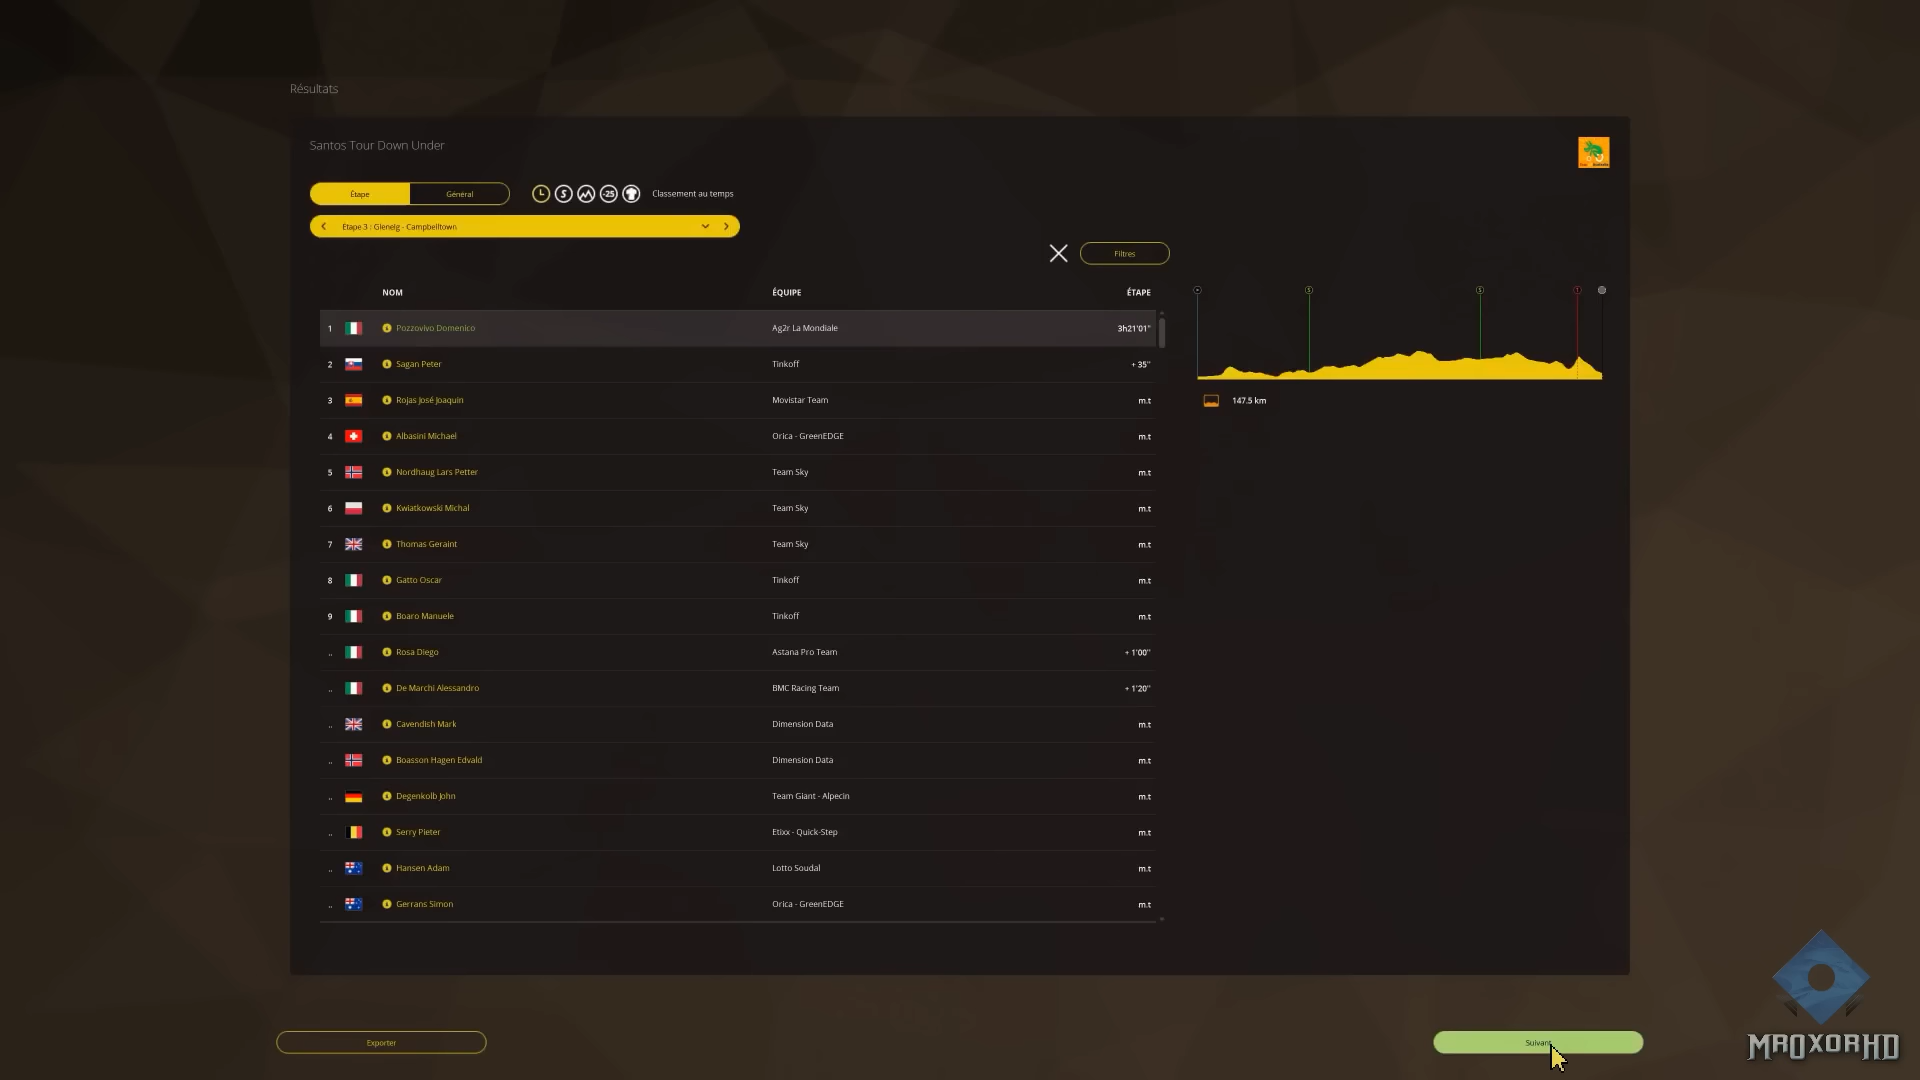 Résultats
Santos Tour Down Under
Étape Général S -25 Classement au temps
Étape 3 : Glenelg - Campbelltown
Filtres
NOM ÉQUIPE ÉTAPE
1 Pozzovivo Domenico Ag2r La Mondiale 3h21'01"
2 Sagan Peter Tinkoff + 35"
3 Rojas José Joaquin Movistar Team m.t
4 Albasini Michael Orica - GreenEDGE m.t
5 Nordhaug Lars Petter Team Sky m.t
6 Kwiatkowski Michal Team Sky m.t
7 Thomas Geraint Team Sky m.t
8 Gatto Oscar Tinkoff m.t
9 Boaro Manuele Tinkoff m.t
.. Rosa Diego Astana Pro Team + 1'00"
.. De Marchi Alessandro BMC Racing Team + 1'20"
.. Cavendish Mark Dimension Data m.t
.. Boasson Hagen Edvald Dimension Data m.t
.. Degenkolb John Team Giant - Alpecin m.t
.. Serry Pieter Etixx - Quick-Step m.t
.. Hansen Adam Lotto Soudal m.t
.. Gerrans Simon Orica - GreenEDGE m.t
147.5 km
Exporter
Suivant
MrOXORHD